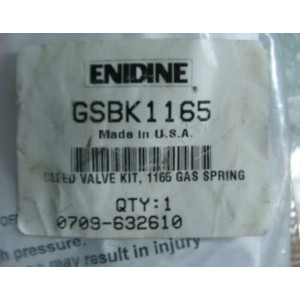 ENIDINE
GSBK1165
Made In U.S.A.
BLEED VALVE KIT, 1165 GAS SPRING
QTY:1
0709-632610
h pressure.
may result in injury